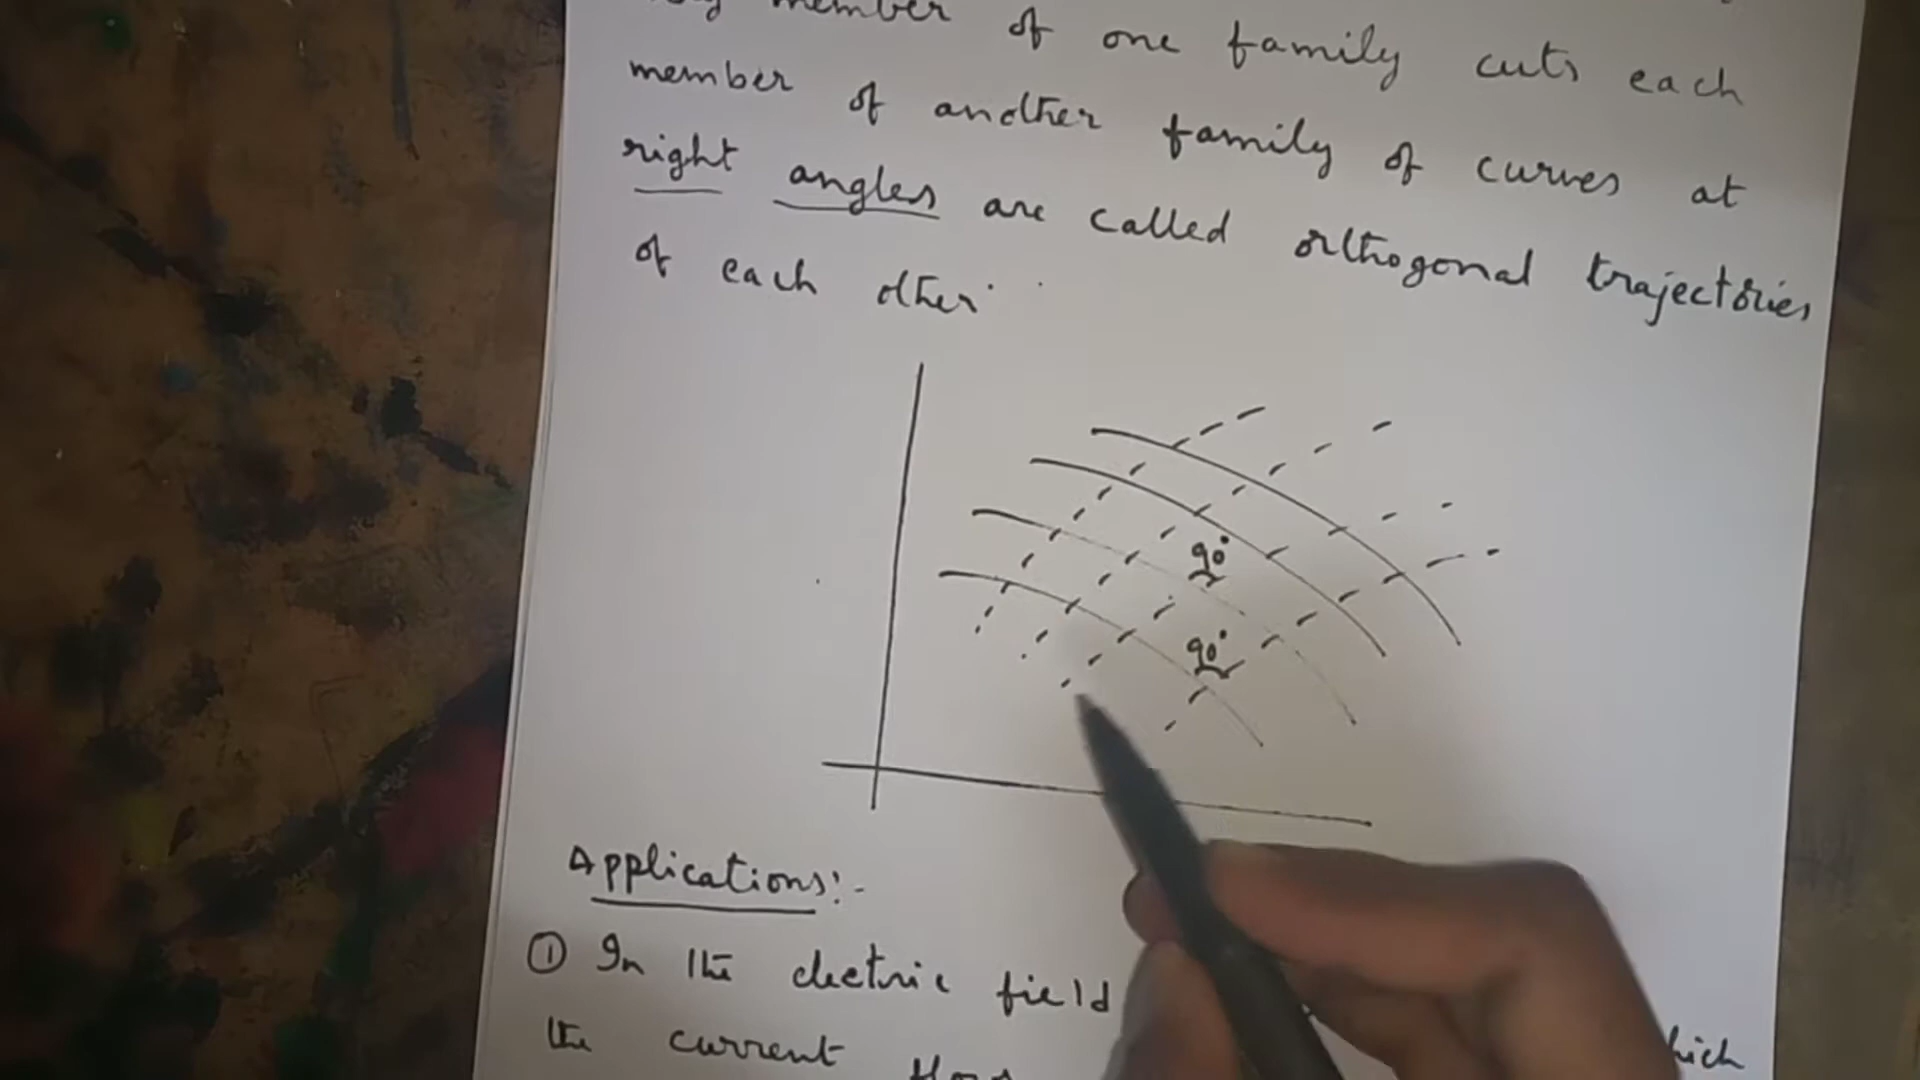 member of one family cuts each
member of another family of curves at
right angles are called orthogonal trajectories
of each other.
90°
90°
Applications:-
① In the electric field
the current